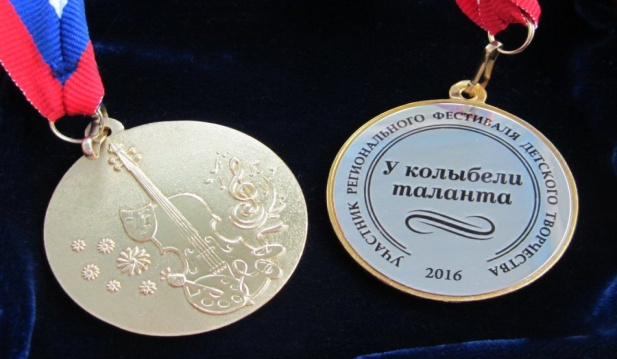 УЧАСТНИК РЕГИОНАЛЬНОГО ФЕСТИВАЛЯ ДЕТСКОГО ТВОРЧЕСТВА
У колыбели
таланта
2016